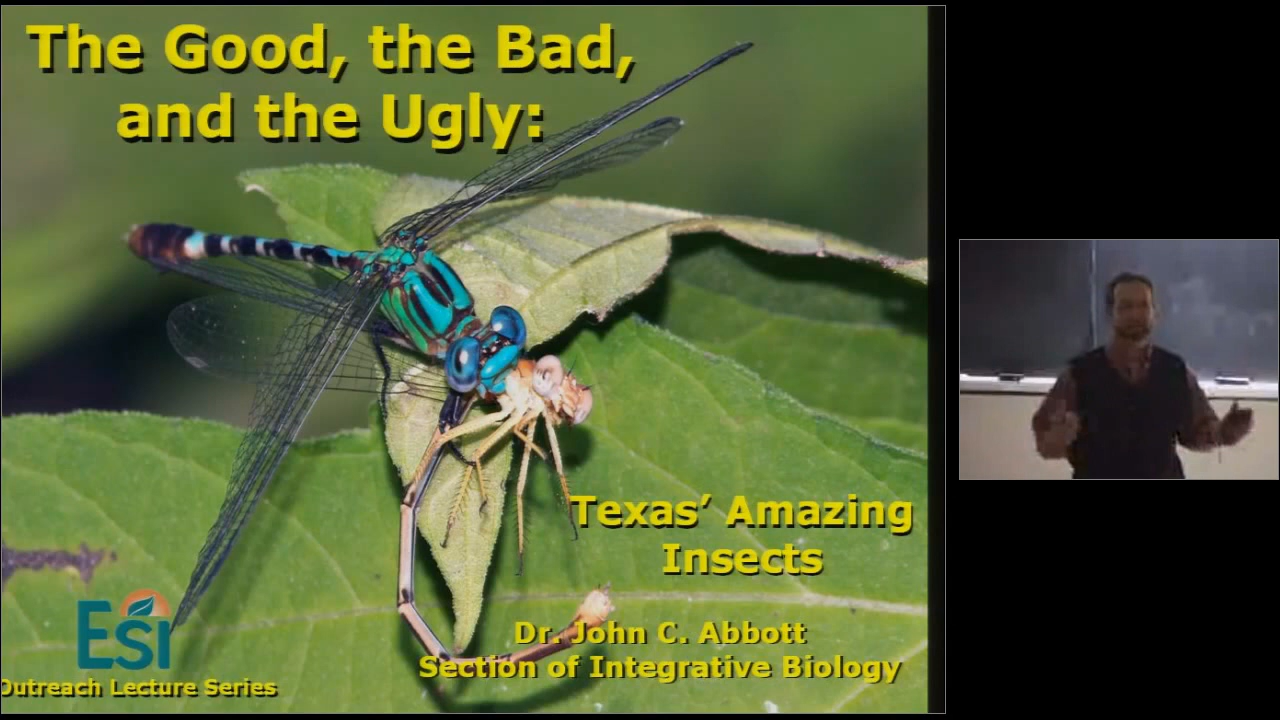 The Good, the Bad,
and the Ugly:
Texas’ Amazing
Insects
Dr. John C. Abbott
Section of Integrative Biology
ESI
Outreach Lecture Series